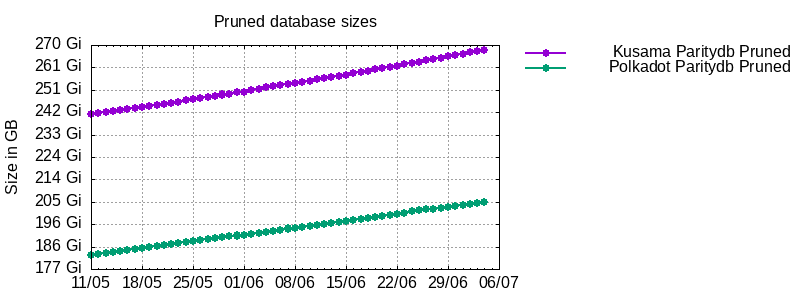 Pruned database sizes
Kusama Paritydb Pruned
Polkadot Paritydb Pruned
Size in GB
270 Gi
261 Gi
251 Gi
242 Gi
233 Gi
224 Gi
214 Gi
205 Gi
196 Gi
186 Gi
177 Gi
11/05 18/05 25/05 01/06 08/06 15/06 22/06 29/06 06/07